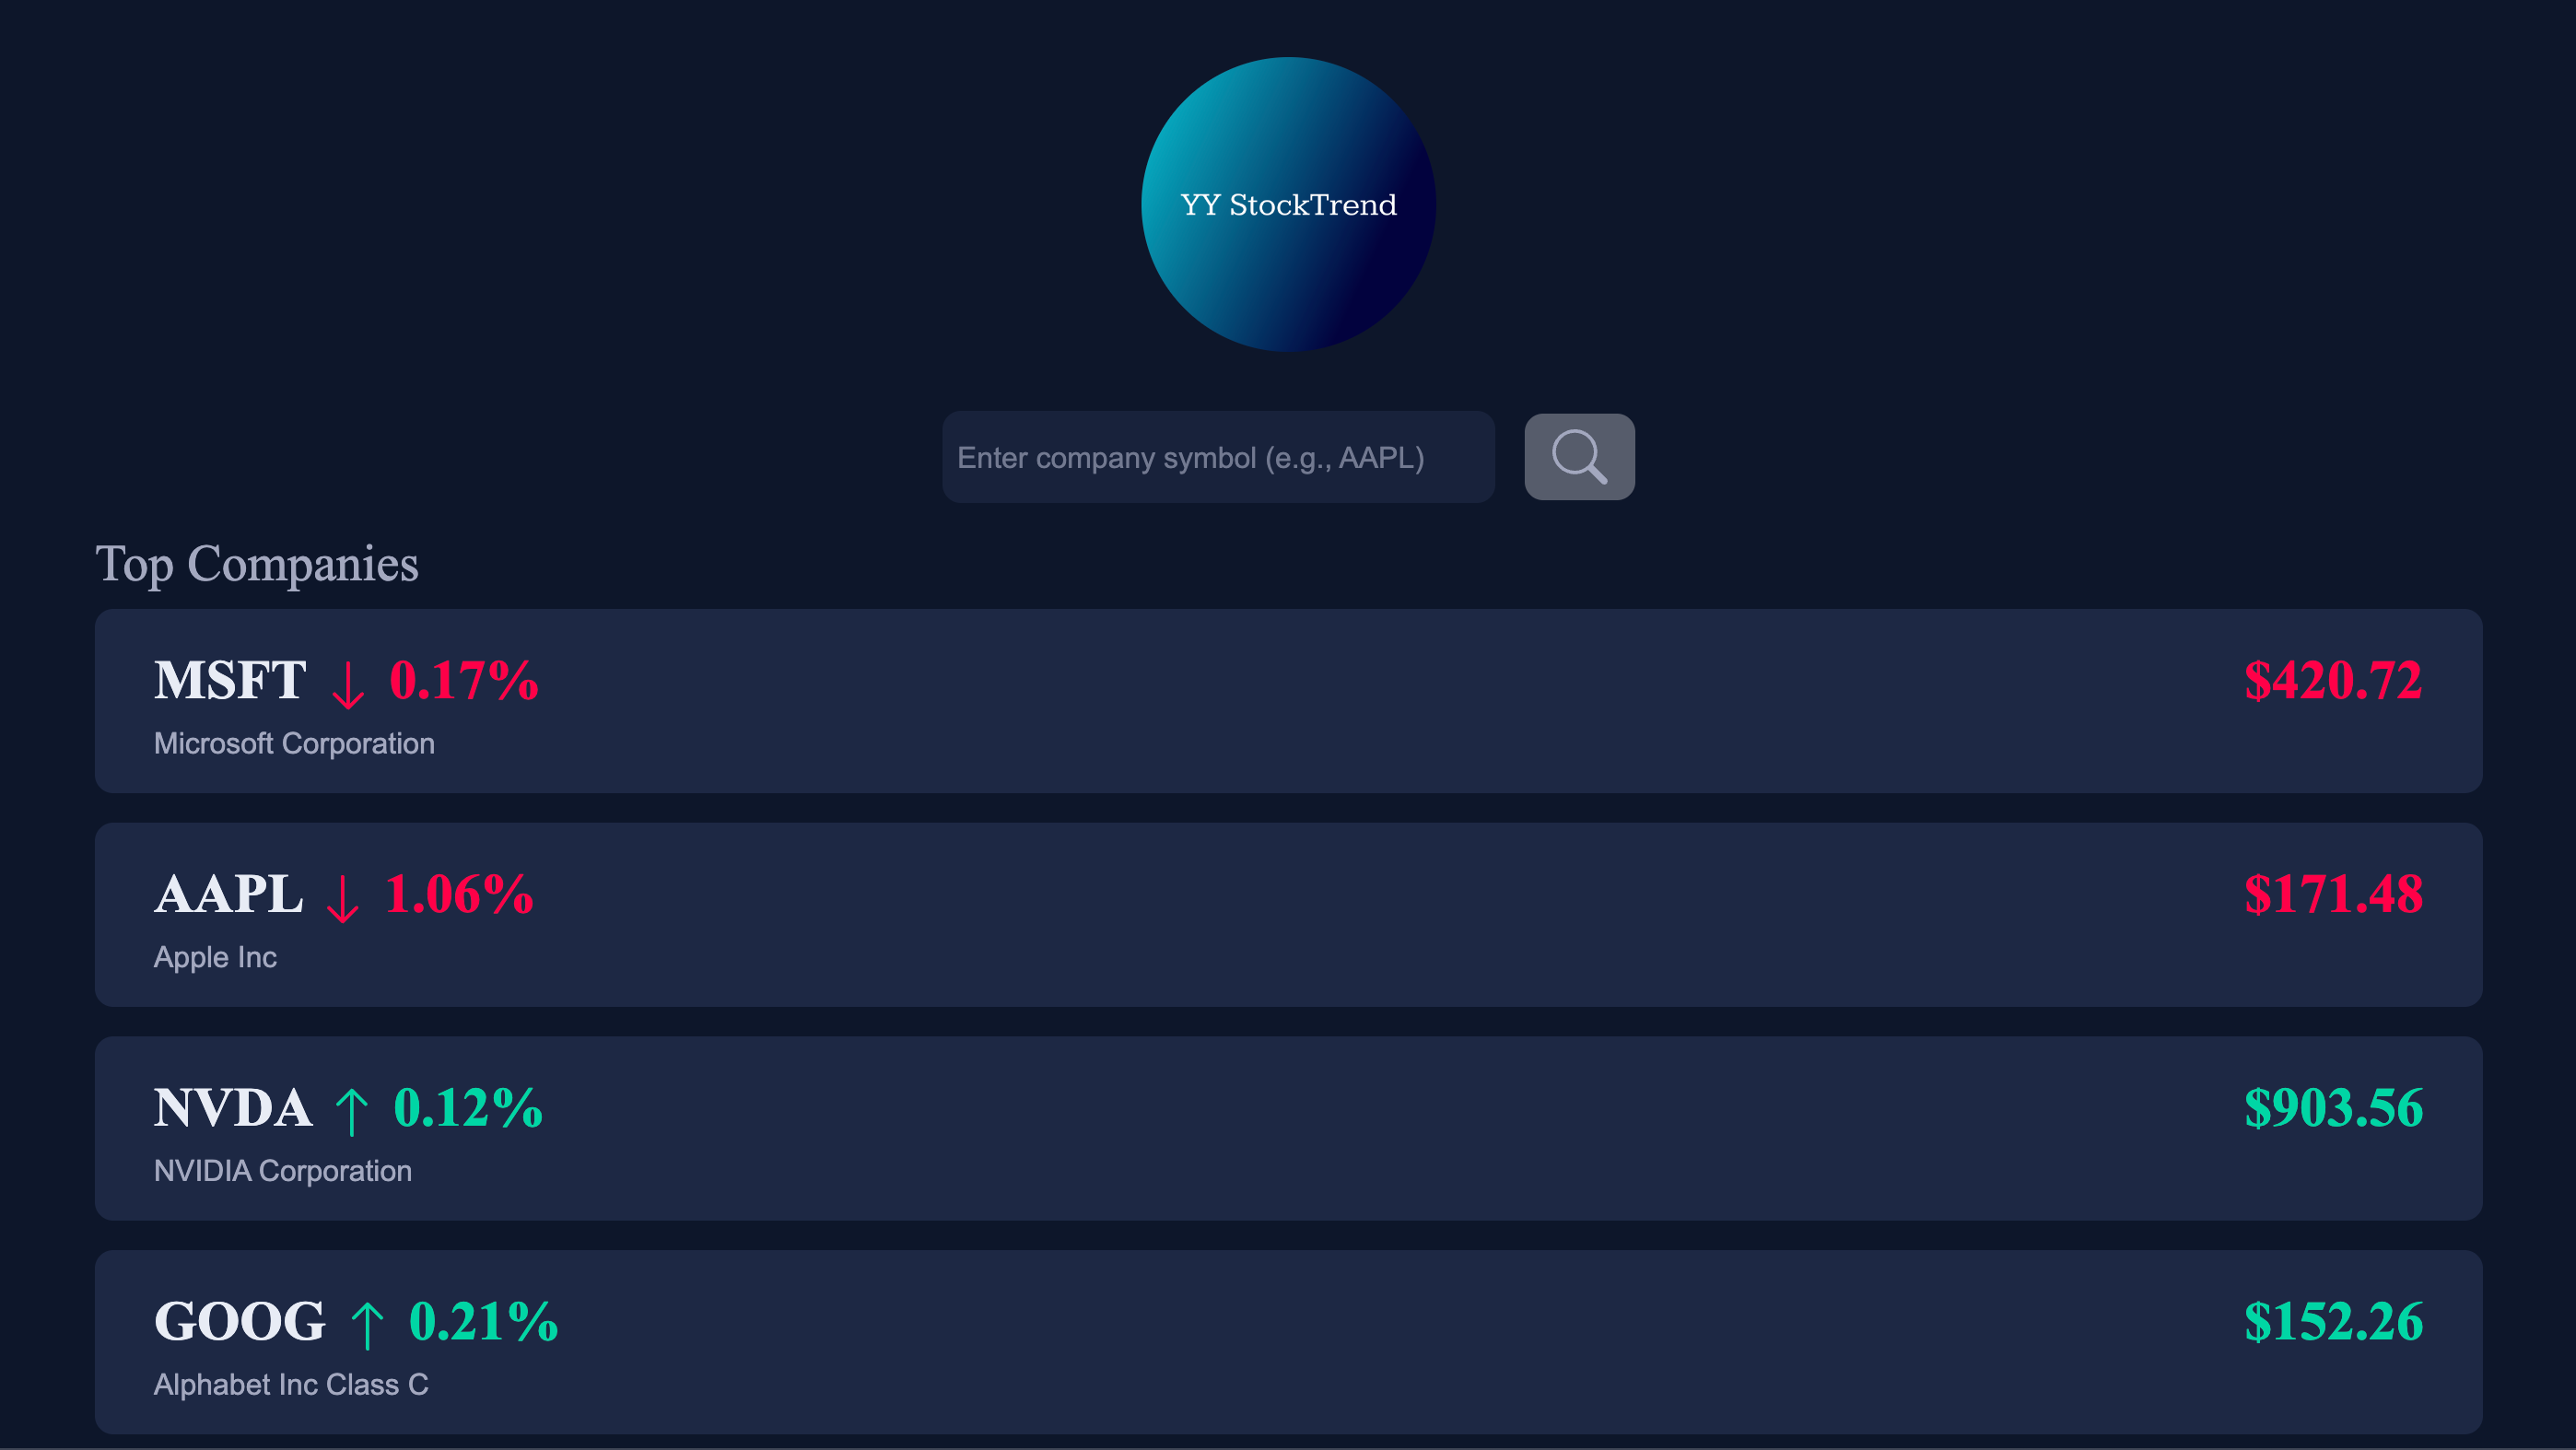 YY StockTrend
Enter company symbol (e.g., AAPL)
Top Companies
MSFT ↓ 0.17% $420.72
Microsoft Corporation
AAPL ↓ 1.06% $171.48
Apple Inc
NVDA ↑ 0.12% $903.56
NVIDIA Corporation
GOOG ↑ 0.21% $152.26
Alphabet Inc Class C